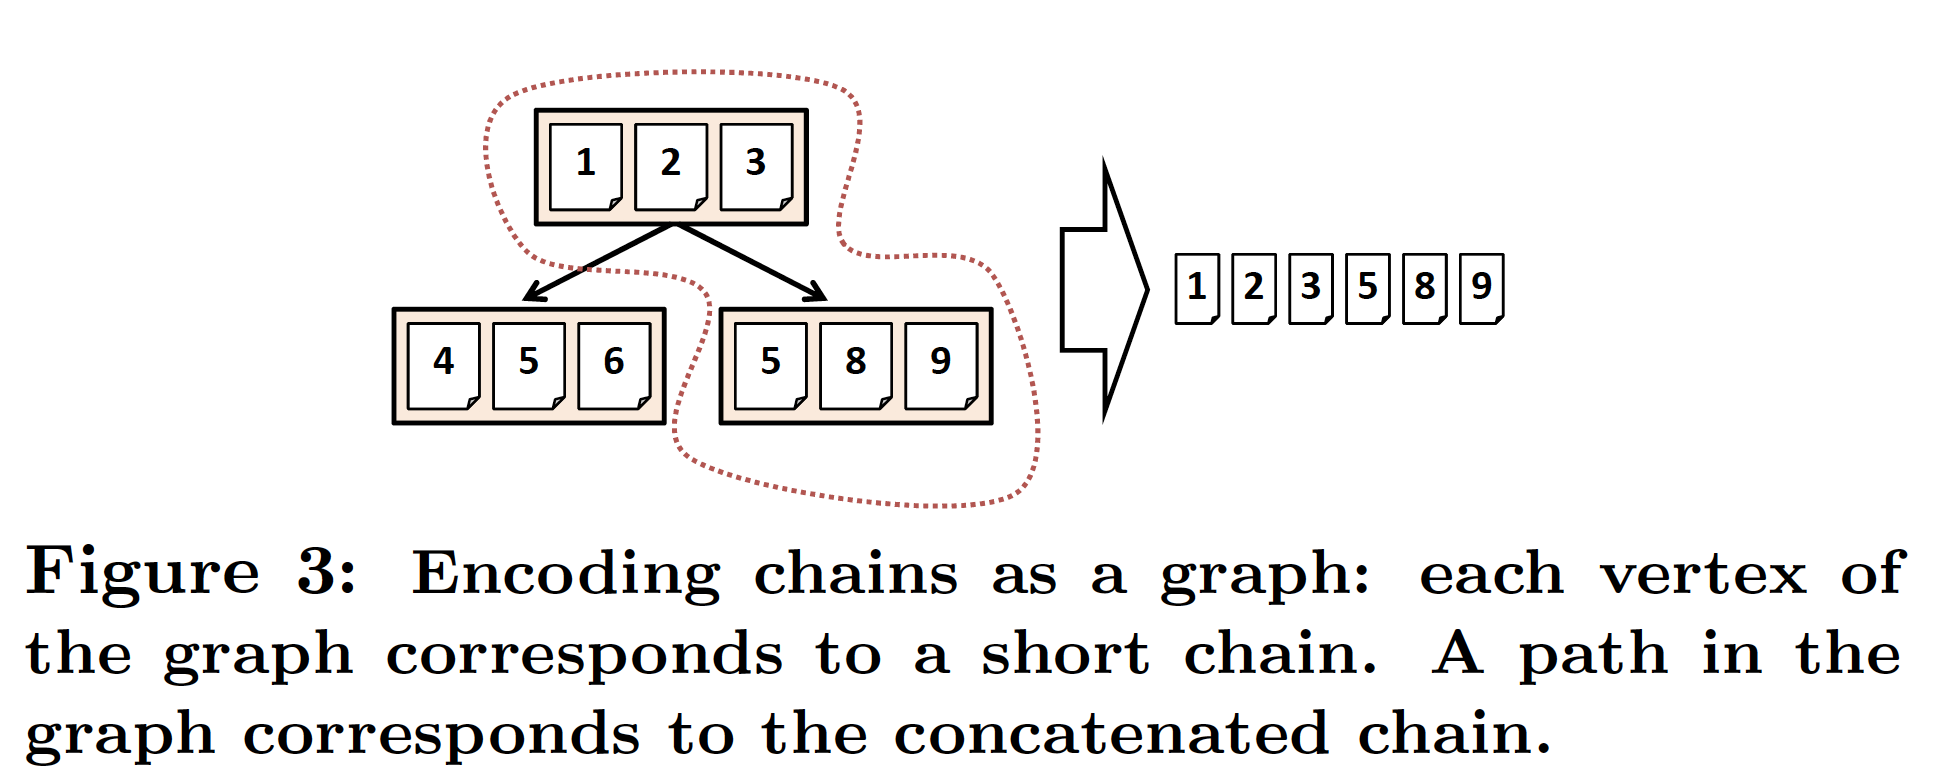 1 2 3
4 5 6 5 8 9
1 2 3 5 8 9
Figure 3: Encoding chains as a graph: each vertex of
the graph corresponds to a short chain. A path in the
graph corresponds to the concatenated chain.